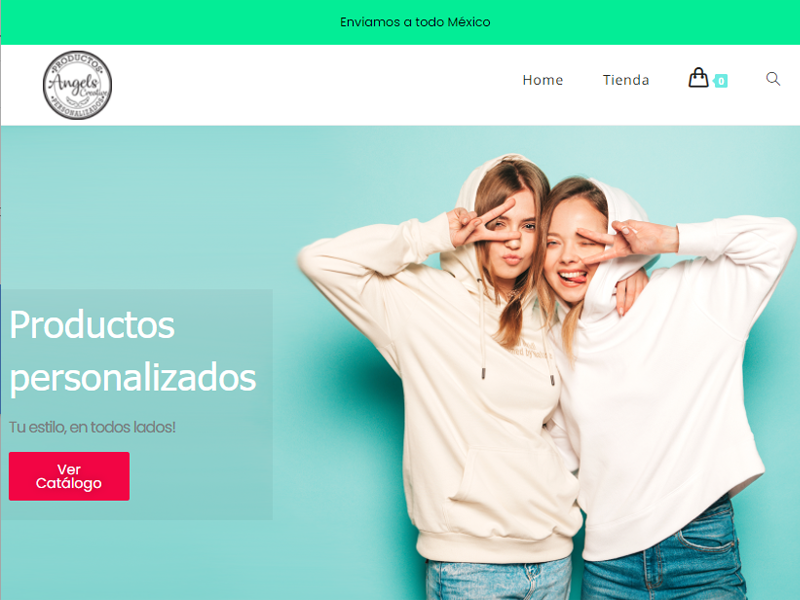 Enviamos a todo México
PRODUCTOS
Angels
Creative
PERSONALIZADOS
Home
Tienda
0
Productos
personalizados
Tu estilo, en todos lados!
Ver
Catálogo